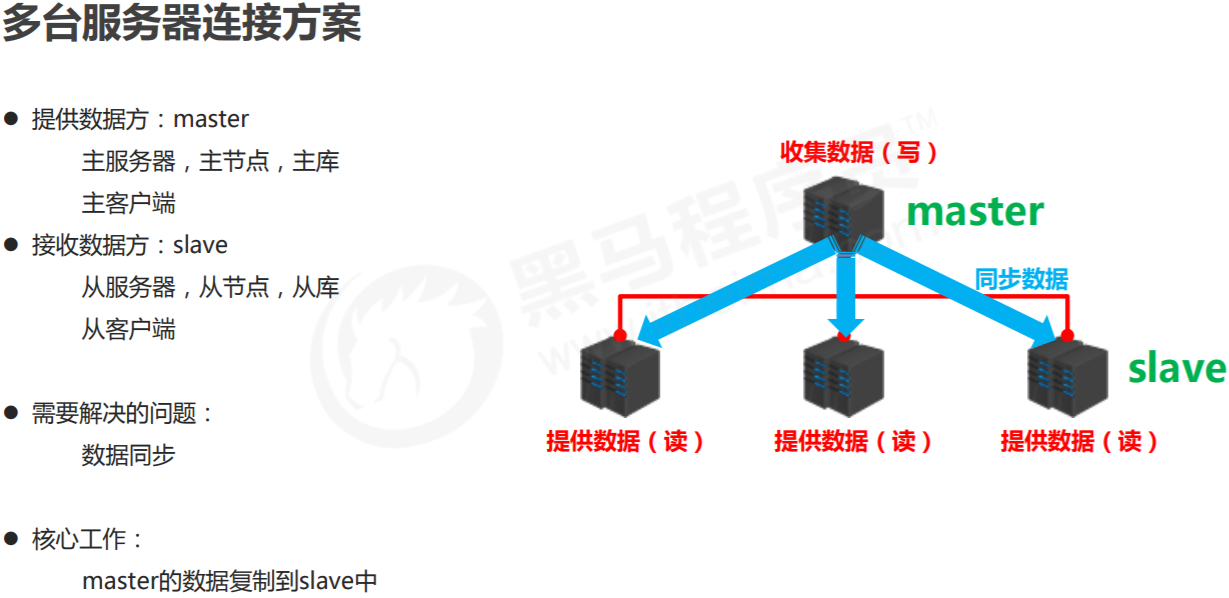 多台服务器连接方案
● 提供数据方：master
主服务器，主节点，主库
主客户端
● 接收数据方：slave
从服务器，从节点，从库
从客户端
● 需要解决的问题：
数据同步
● 核心工作：
master的数据复制到slave中
收集数据（写）
master
同步数据
slave
提供数据（读）
提供数据（读）
提供数据（读）
黑马程序员TM